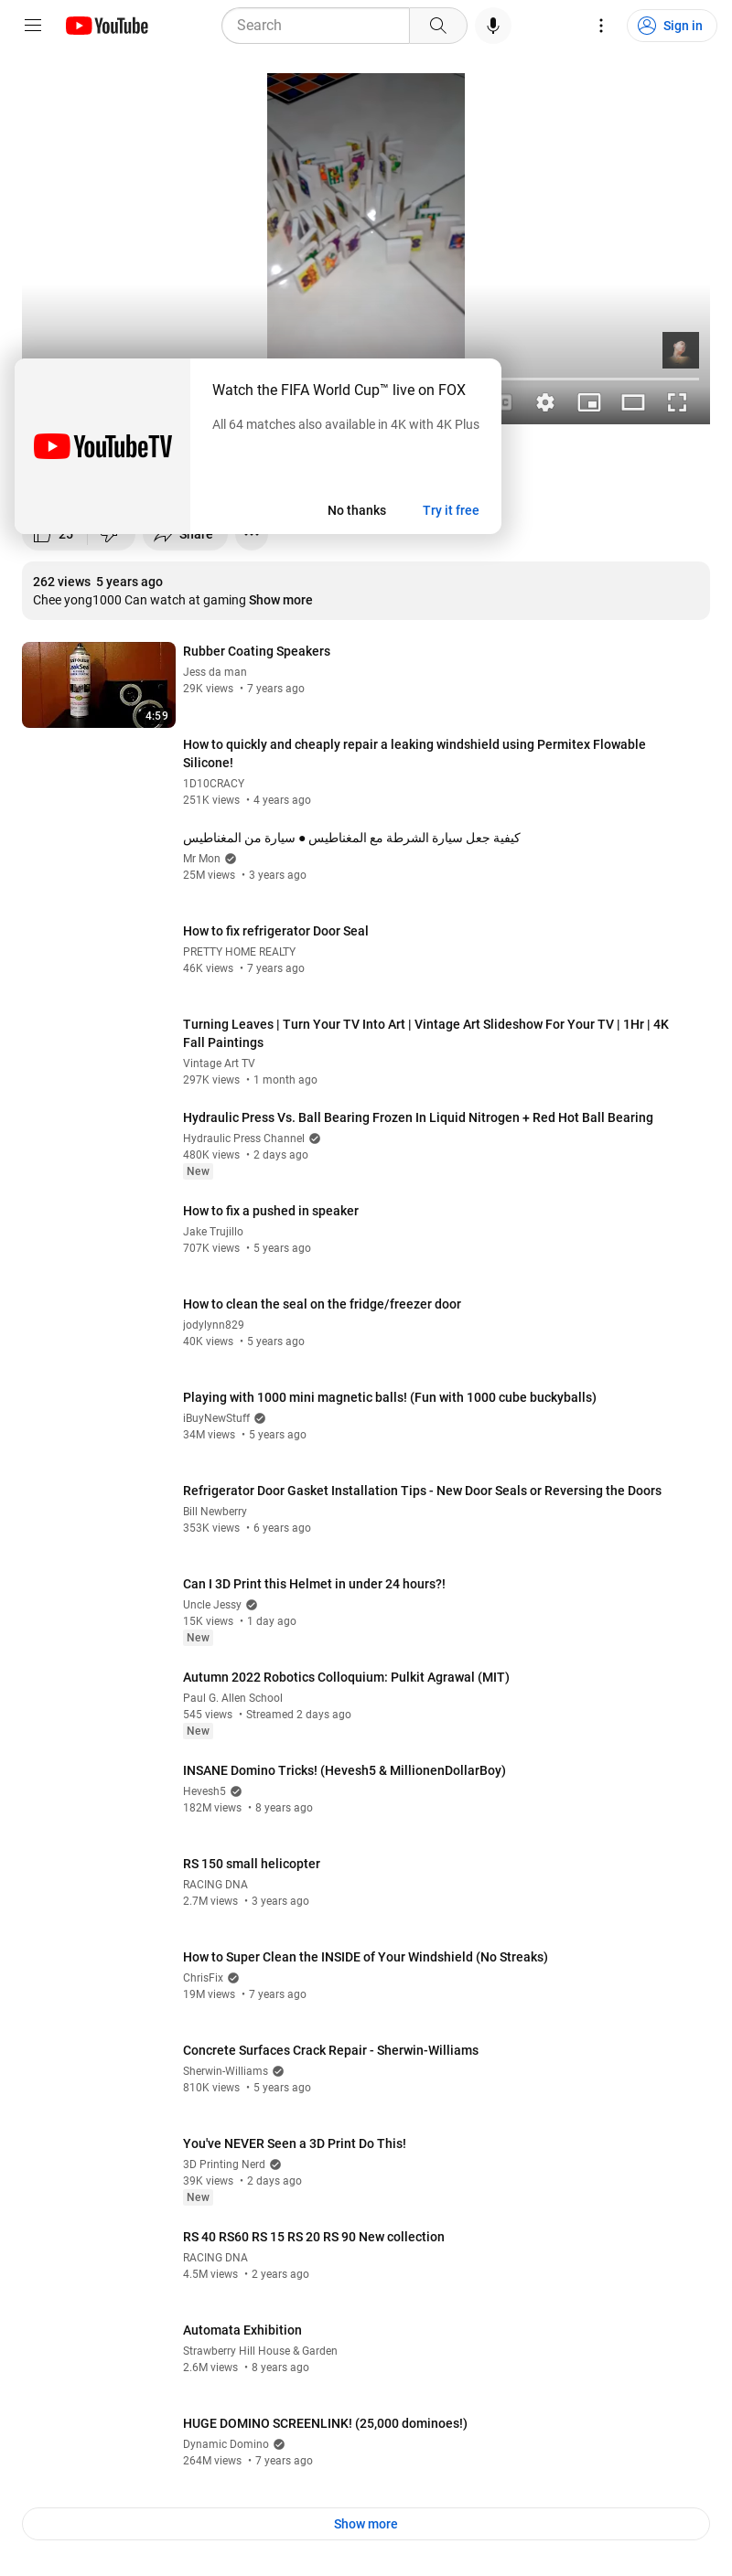 YouTube
Search
Sign in
Watch the FIFA World Cup™ live on FOX
All 64 matches also available in 4K with 4K Plus
YouTubeTV
No thanks
Try it free
25
Share
262 views 5 years ago
Chee yong1000 Can watch at gaming Show more
4:59
Rubber Coating Speakers
Jess da man
29K views • 7 years ago
How to quickly and cheaply repair a leaking windshield using Permitex Flowable
Silicone!
1D10CRACY
251K views • 4 years ago
كيفية جعل سيارة الشرطة مع المغناطيس ● سيارة من المغناطيس
Mr Mon
25M views • 3 years ago
How to fix refrigerator Door Seal
PRETTY HOME REALTY
46K views • 7 years ago
Turning Leaves | Turn Your TV Into Art | Vintage Art Slideshow For Your TV | 1Hr | 4K
Fall Paintings
Vintage Art TV
297K views • 1 month ago
Hydraulic Press Vs. Ball Bearing Frozen In Liquid Nitrogen + Red Hot Ball Bearing
Hydraulic Press Channel
480K views • 2 days ago
New
How to fix a pushed in speaker
Jake Trujillo
707K views • 5 years ago
How to clean the seal on the fridge/freezer door
jodylynn829
40K views • 5 years ago
Playing with 1000 mini magnetic balls! (Fun with 1000 cube buckyballs)
iBuyNewStuff
34M views • 5 years ago
Refrigerator Door Gasket Installation Tips - New Door Seals or Reversing the Doors
Bill Newberry
353K views • 6 years ago
Can I 3D Print this Helmet in under 24 hours?!
Uncle Jessy
15K views • 1 day ago
New
Autumn 2022 Robotics Colloquium: Pulkit Agrawal (MIT)
Paul G. Allen School
545 views • Streamed 2 days ago
New
INSANE Domino Tricks! (Hevesh5 & MillionenDollarBoy)
Hevesh5
182M views • 8 years ago
RS 150 small helicopter
RACING DNA
2.7M views • 3 years ago
How to Super Clean the INSIDE of Your Windshield (No Streaks)
ChrisFix
19M views • 7 years ago
Concrete Surfaces Crack Repair - Sherwin-Williams
Sherwin-Williams
810K views • 5 years ago
You've NEVER Seen a 3D Print Do This!
3D Printing Nerd
39K views • 2 days ago
New
RS 40 RS60 RS 15 RS 20 RS 90 New collection
RACING DNA
4.5M views • 2 years ago
Automata Exhibition
Strawberry Hill House & Garden
2.6M views • 8 years ago
HUGE DOMINO SCREENLINK! (25,000 dominoes!)
Dynamic Domino
264M views • 7 years ago
Show more